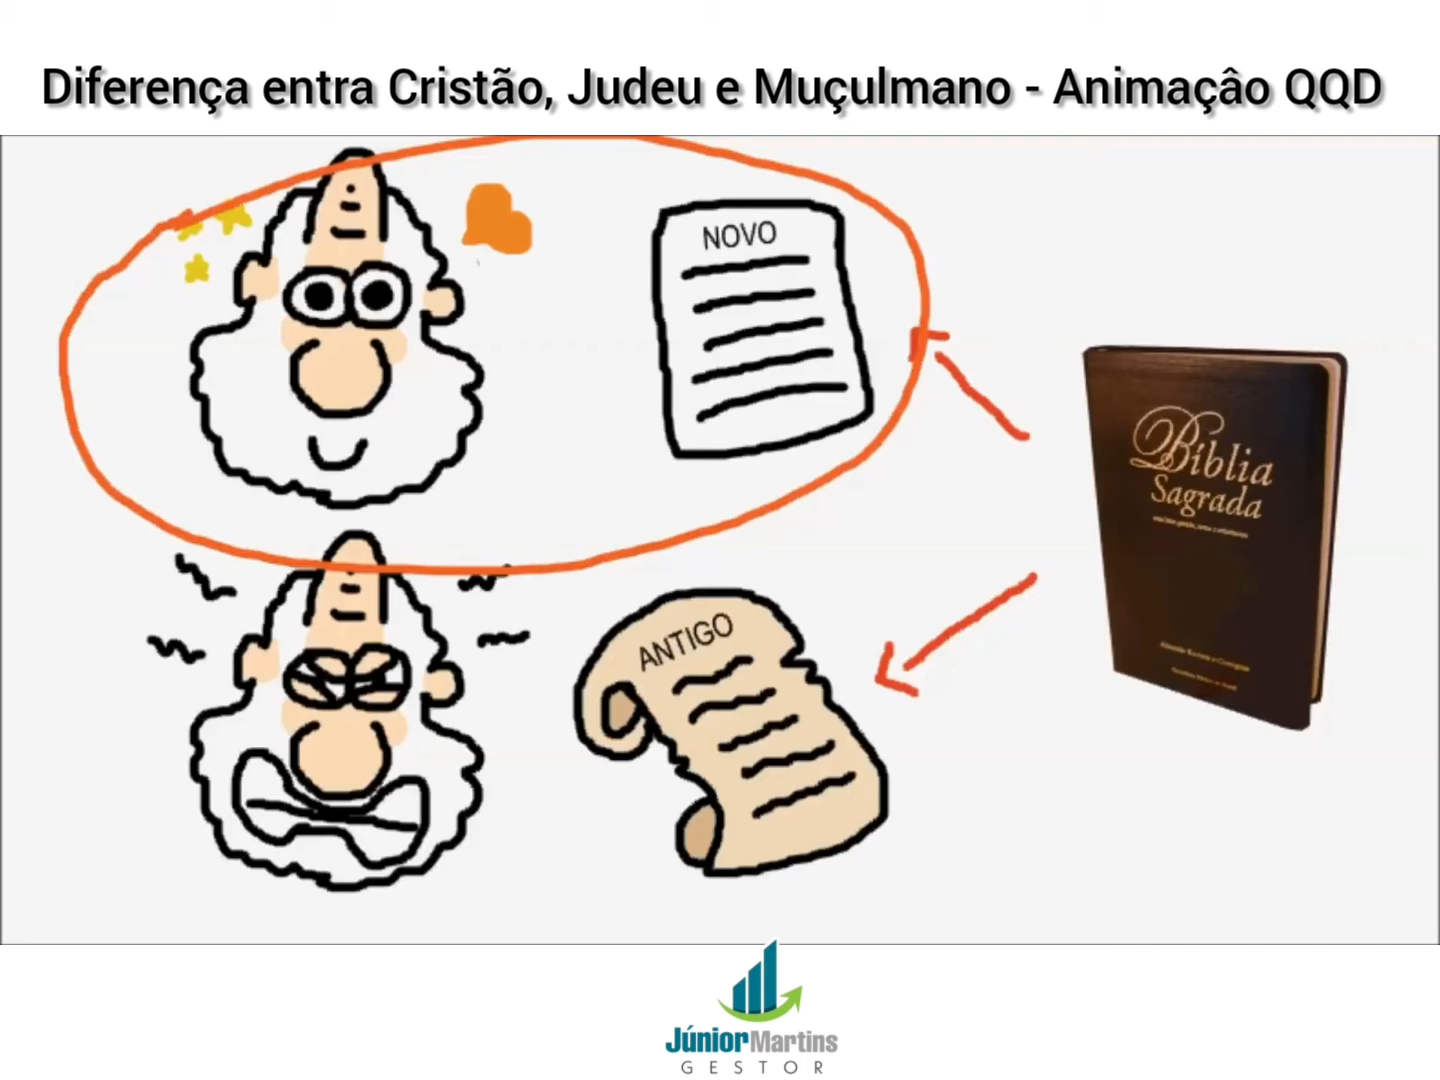 Diferença entra Cristão, Judeu e Muçulmano - Animaçâo QQD
NOVO
Bíblia
Sagrada
ANTIGO
JúniorMartins
GESTOR